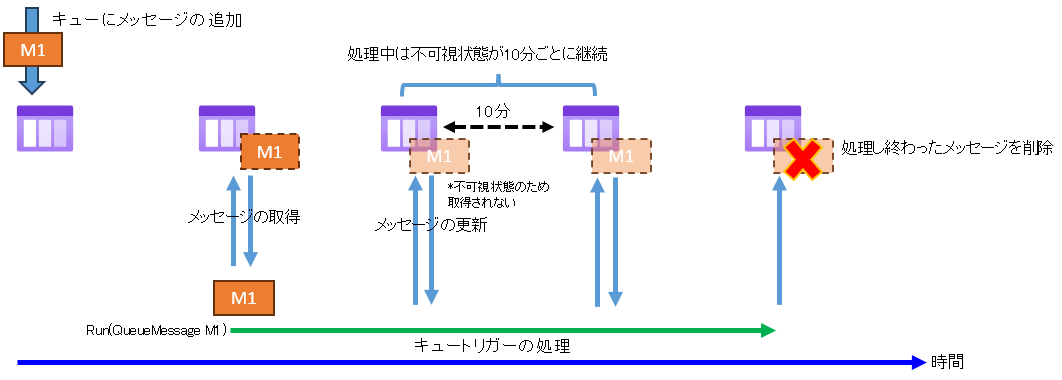 キューにメッセージの追加
M1
処理中は不可視状態が10分ごとに継続
10分
M1
M1
M1
処理し終わったメッセージを削除
*不可視状態のため
取得されない
メッセージの取得
メッセージの更新
M1
Run(QueueMessage M1)
キュートリガーの処理
時間